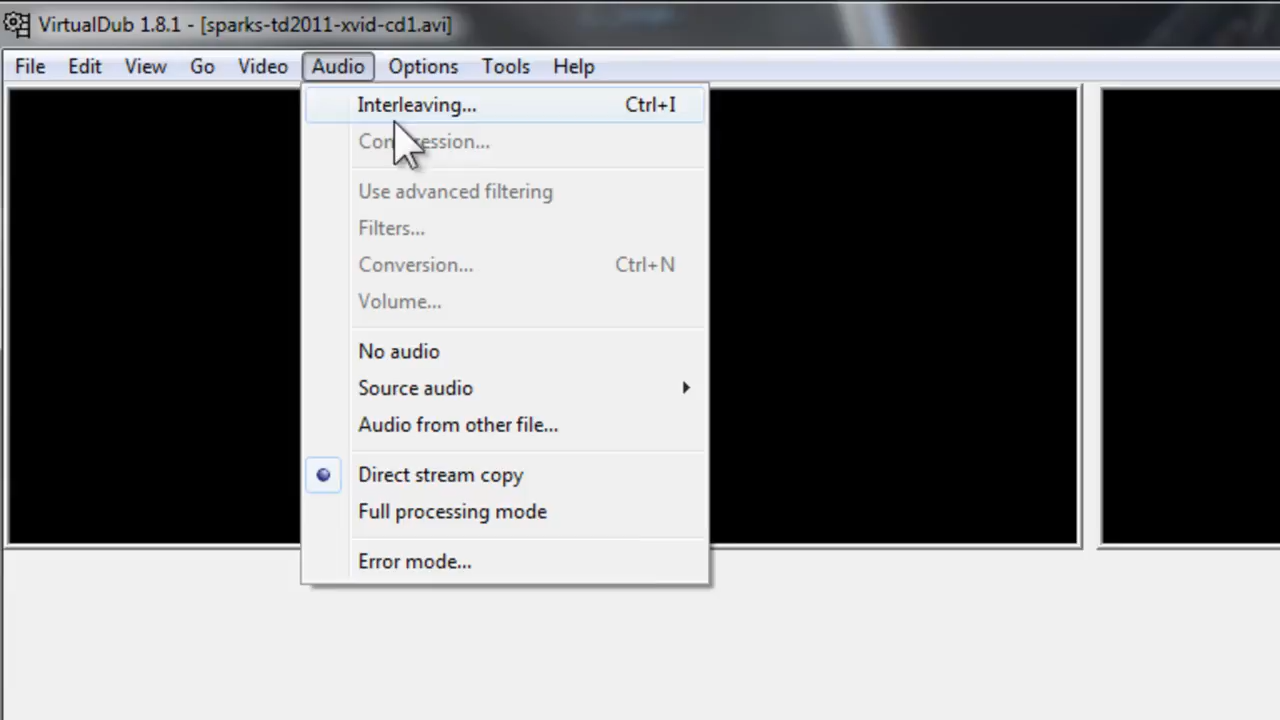 VirtualDub 1.8.1 - [sparks-td2011-xvid-cd1.avi]
File Edit View Go Video Audio Options Tools Help
Interleaving... Ctrl+I
Use advanced filtering
Filters...
Conversion... Ctrl+N
Volume...
No audio
Source audio
Audio from other file...
Direct stream copy
Full processing mode
Error mode...